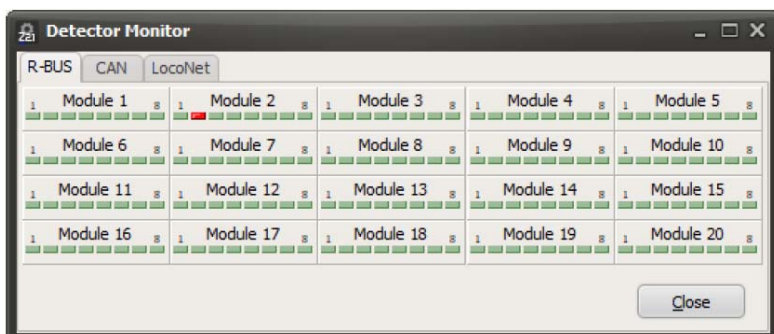 Z21 Detector Monitor
R-BUS CAN LocoNet
1 Module 1 8 1 Module 2 8 1 Module 3 8 1 Module 4 8 1 Module 5 8
1 Module 6 8 1 Module 7 8 1 Module 8 8 1 Module 9 8 1 Module 10 8
1 Module 11 8 1 Module 12 8 1 Module 13 8 1 Module 14 8 1 Module 15 8
1 Module 16 8 1 Module 17 8 1 Module 18 8 1 Module 19 8 1 Module 20 8
Close